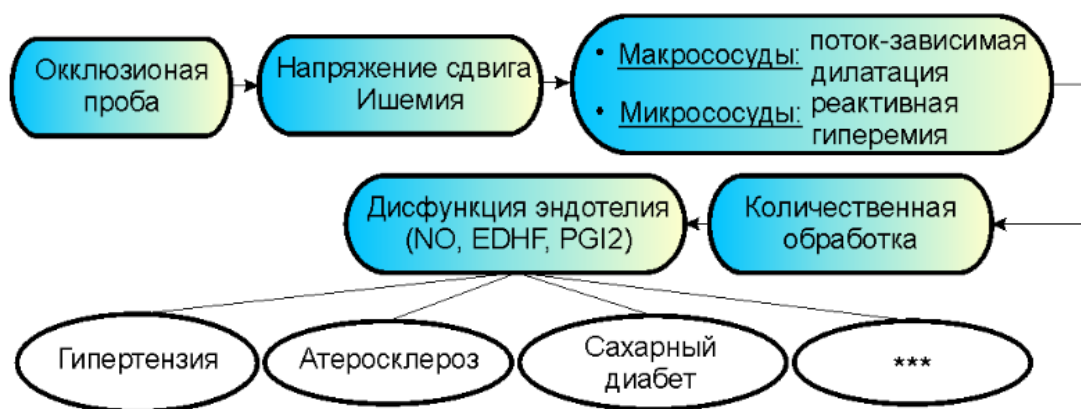 Окклюзионая
проба
Напряжение сдвига
Ишемия
• Макрососуды: поток-зависимая
дилатация
• Микрососуды: реактивная
гиперемия
Дисфункция эндотелия
(NO, EDHF, PGI2)
Количественная
обработка
Гипертензия
Атеросклероз
Сахарный
диабет
***